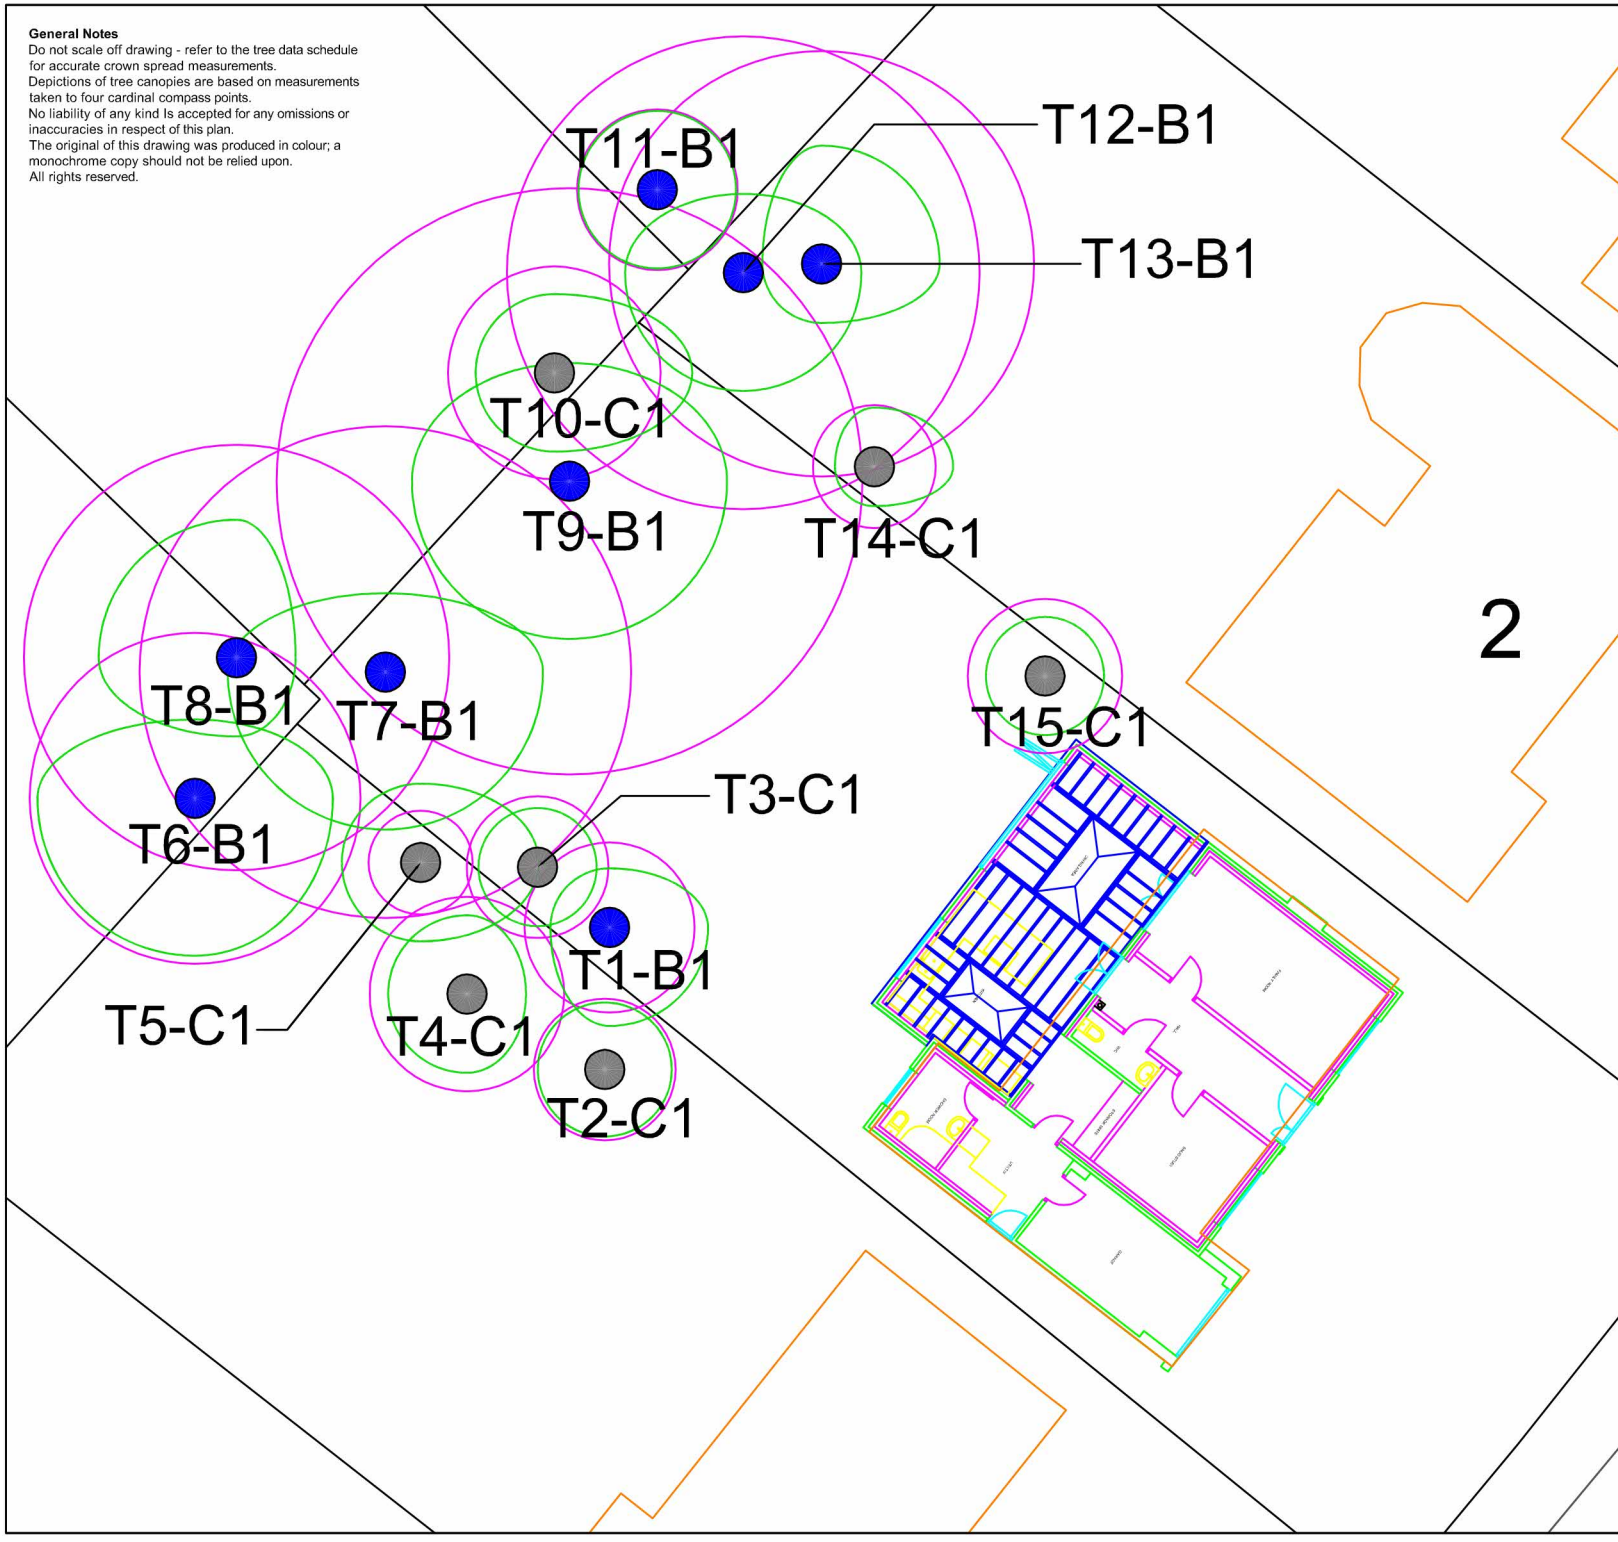 General Notes
Do not scale off drawing - refer to the tree data schedule
for accurate crown spread measurements.
Depictions of tree canopies are based on measurements
taken to four cardinal compass points.
No liability of any kind Is accepted for any omissions or
inaccuracies in respect of this plan.
The original of this drawing was produced in colour; a
monochrome copy should not be relied upon.
All rights reserved.
T12-B1
T11-B1
T13-B1
T10-C1
T9-B1
T14-C1
2
T8-B1
T7-B1
T15-C1
T3-C1
T6-B1
T1-B1
T5-C1
T4-C1
T2-C1